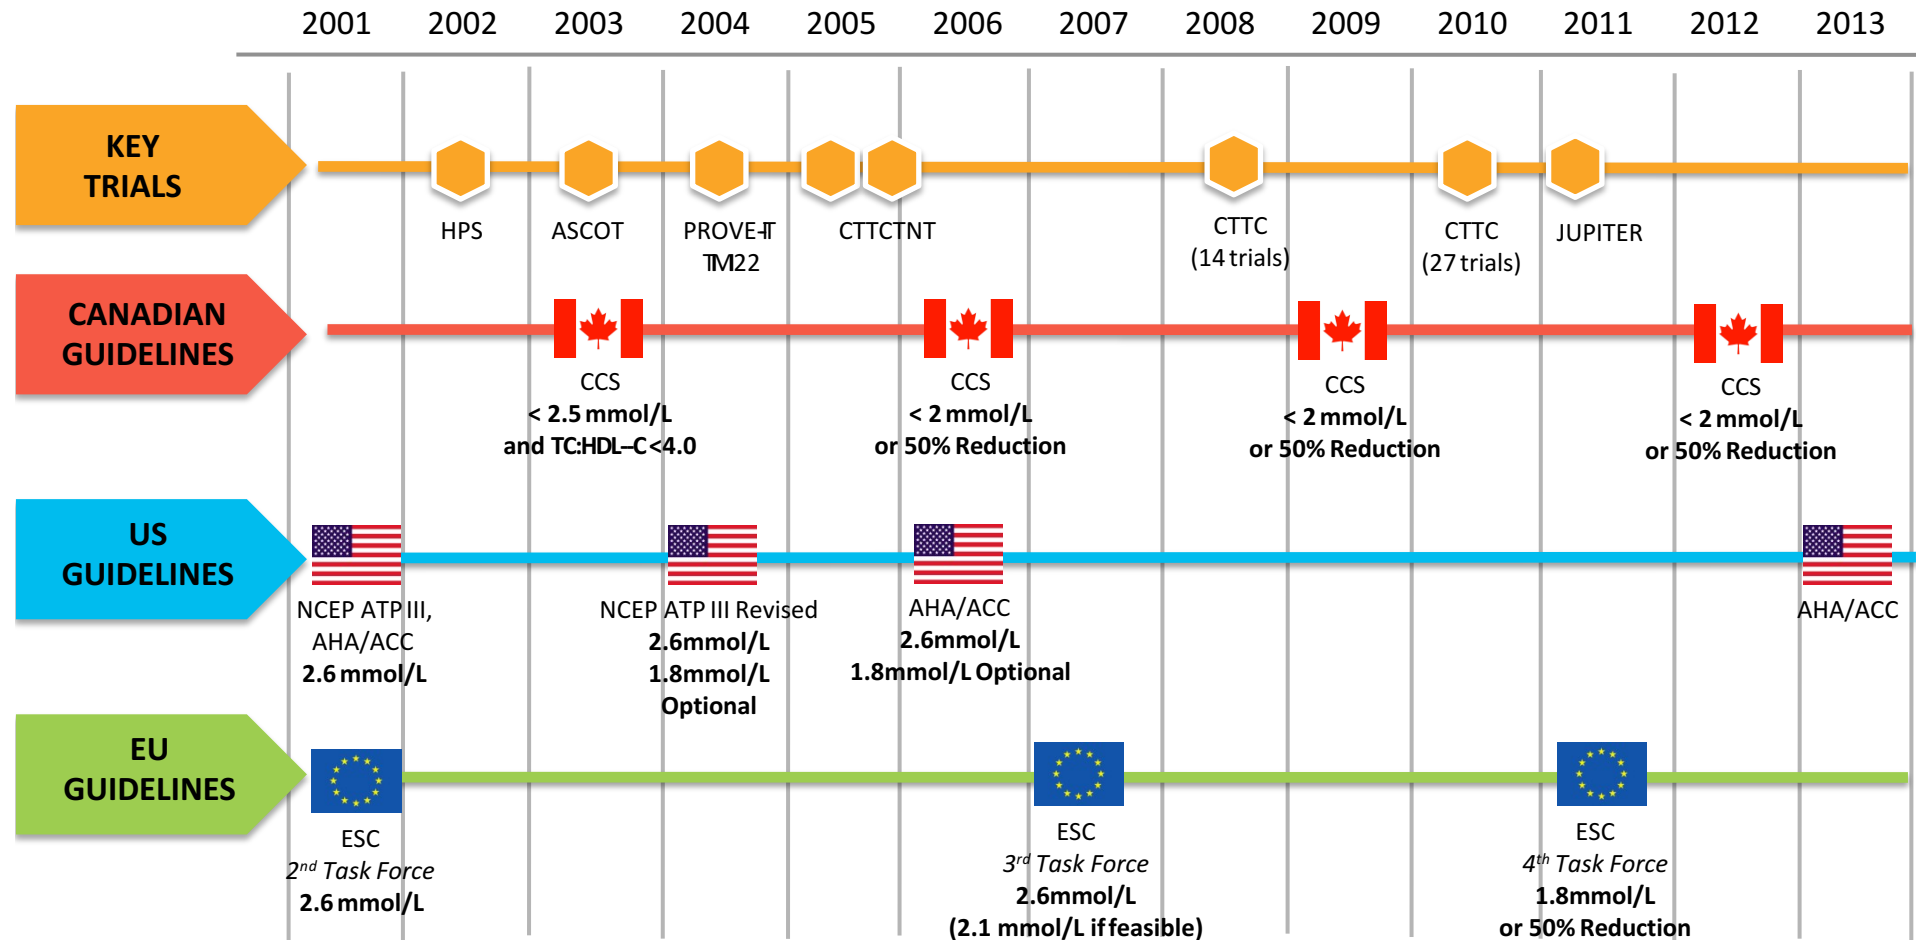 2001 2002 2003 2004 2005 2006 2007 2008 2009 2010 2011 2012 2013
KEY
TRIALS
HPS
ASCOT
PROVE-IT
TIMI22
CTTCTNT
CTTC
(14 trials)
CTTC
(27 trials)
JUPITER
CANADIAN
GUIDELINES
CCS
< 2.5 mmol/L
and TC:HDL–C <4.0
CCS
< 2 mmol/L
or 50% Reduction
CCS
< 2 mmol/L
or 50% Reduction
CCS
< 2 mmol/L
or 50% Reduction
US
GUIDELINES
NCEP ATP III,
AHA/ACC
2.6 mmol/L
NCEP ATP III Revised
2.6mmol/L
1.8mmol/L
Optional
AHA/ACC
2.6mmol/L
1.8mmol/L Optional
AHA/ACC
EU
GUIDELINES
ESC
2nd Task Force
2.6 mmol/L
ESC
3rd Task Force
2.6mmol/L
(2.1 mmol/L if feasible)
ESC
4th Task Force
1.8mmol/L
or 50% Reduction